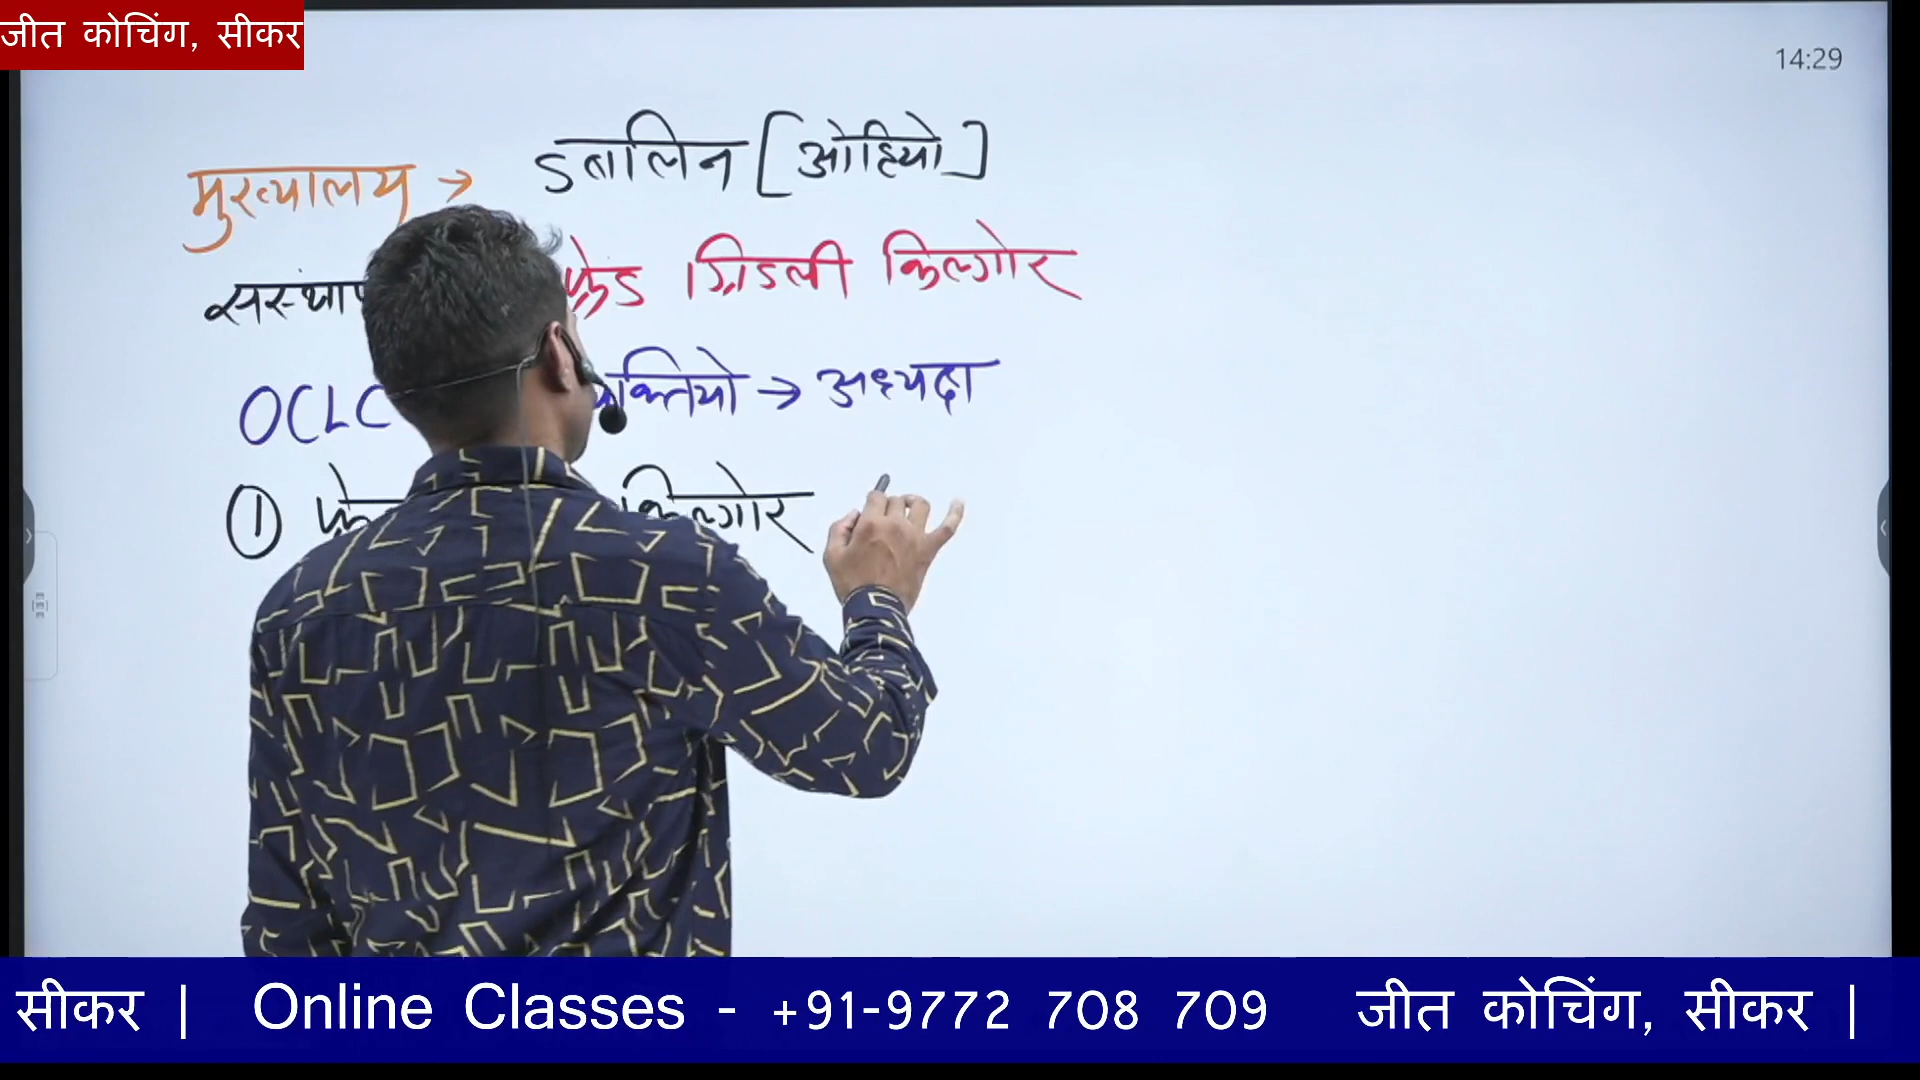 जीत कोचिंग, सीकर
14:29
मुख्यालय → डबलिन [ओहियो]
फ्रेड ग्रिडली किल्गोर
OCLC → अध्यक्ष
① किल्गोर
सीकर | Online Classes - +91-9772 708 709 जीत कोचिंग, सीकर |